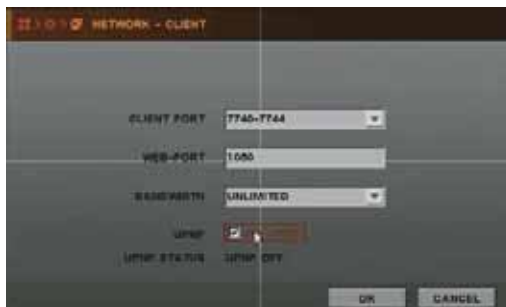 NETWORK - CLIENT
CLIENT PORT 7740-7744
WEB-PORT 1080
BANDWIDTH UNLIMITED
UPNP
UPNP STATUS UPNP OFF
OK CANCEL